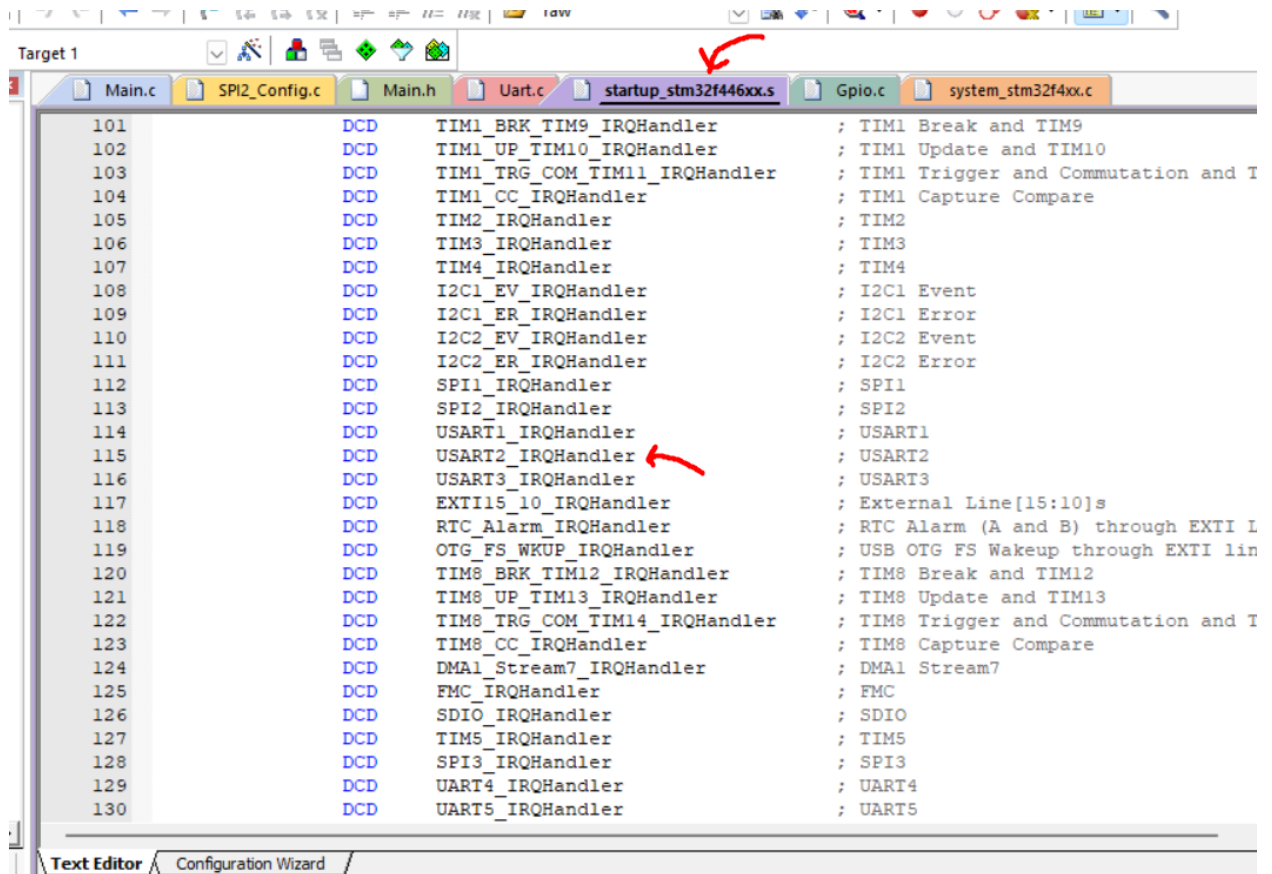 raw
Target 1
Main.c SPI2_Config.c Main.h Uart.c startup_stm32f446xx.s Gpio.c system_stm32f4xx.c
101 DCD TIM1_BRK_TIM9_IRQHandler ; TIM1 Break and TIM9
102 DCD TIM1_UP_TIM10_IRQHandler ; TIM1 Update and TIM10
103 DCD TIM1_TRG_COM_TIM11_IRQHandler ; TIM1 Trigger and Commutation and T
104 DCD TIM1_CC_IRQHandler ; TIM1 Capture Compare
105 DCD TIM2_IRQHandler ; TIM2
106 DCD TIM3_IRQHandler ; TIM3
107 DCD TIM4_IRQHandler ; TIM4
108 DCD I2C1_EV_IRQHandler ; I2C1 Event
109 DCD I2C1_ER_IRQHandler ; I2C1 Error
110 DCD I2C2_EV_IRQHandler ; I2C2 Event
111 DCD I2C2_ER_IRQHandler ; I2C2 Error
112 DCD SPI1_IRQHandler ; SPI1
113 DCD SPI2_IRQHandler ; SPI2
114 DCD USART1_IRQHandler ; USART1
115 DCD USART2_IRQHandler ; USART2
116 DCD USART3_IRQHandler ; USART3
117 DCD EXTI15_10_IRQHandler ; External Line[15:10]s
118 DCD RTC_Alarm_IRQHandler ; RTC Alarm (A and B) through EXTI L
119 DCD OTG_FS_WKUP_IRQHandler ; USB OTG FS Wakeup through EXTI lin
120 DCD TIM8_BRK_TIM12_IRQHandler ; TIM8 Break and TIM12
121 DCD TIM8_UP_TIM13_IRQHandler ; TIM8 Update and TIM13
122 DCD TIM8_TRG_COM_TIM14_IRQHandler ; TIM8 Trigger and Commutation and T
123 DCD TIM8_CC_IRQHandler ; TIM8 Capture Compare
124 DCD DMA1_Stream7_IRQHandler ; DMA1 Stream7
125 DCD FMC_IRQHandler ; FMC
126 DCD SDIO_IRQHandler ; SDIO
127 DCD TIM5_IRQHandler ; TIM5
128 DCD SPI3_IRQHandler ; SPI3
129 DCD UART4_IRQHandler ; UART4
130 DCD UART5_IRQHandler ; UART5
Text Editor Configuration Wizard